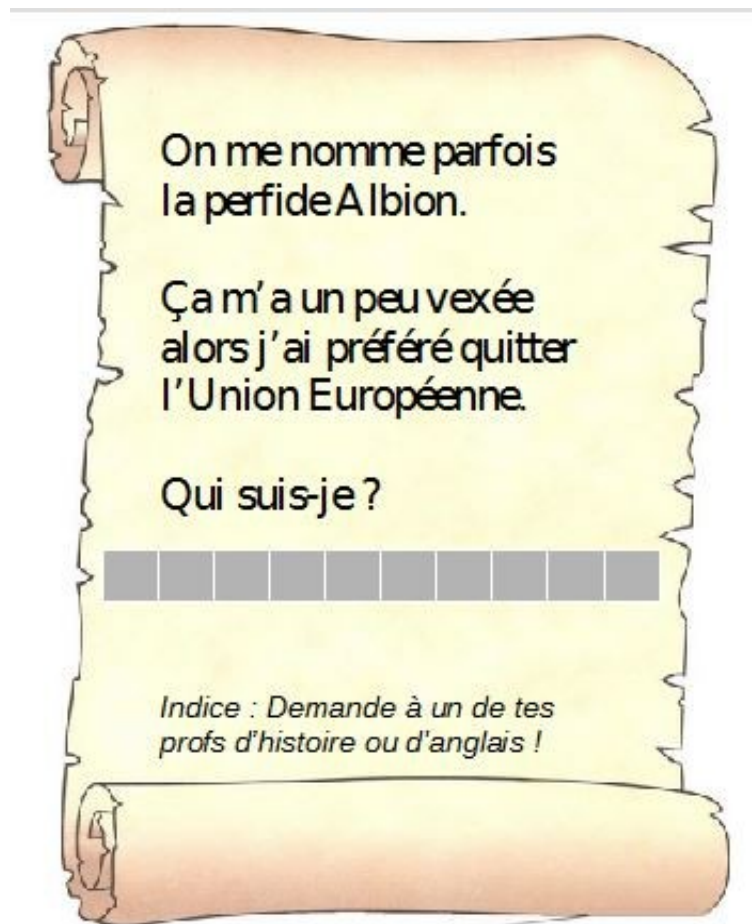 On me nomme parfois
la perfide Albion.
Ça m'a un peu vexée
alors j'ai préféré quitter
l'Union Européenne.
Qui suis-je ?
Indice : Demande à un de tes
profs d'histoire ou d'anglais !